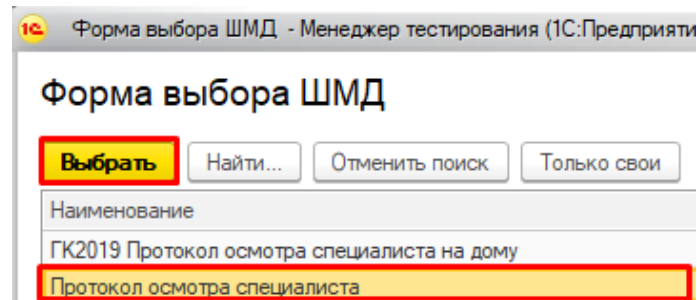 1С Форма выбора ШМД - Менеджер тестирования (1С:Предприяти
Форма выбора ШМД
Выбрать Найти... Отменить поиск Только свои
Наименование
ГК2019 Протокол осмотра специалиста на дому
Протокол осмотра специалиста